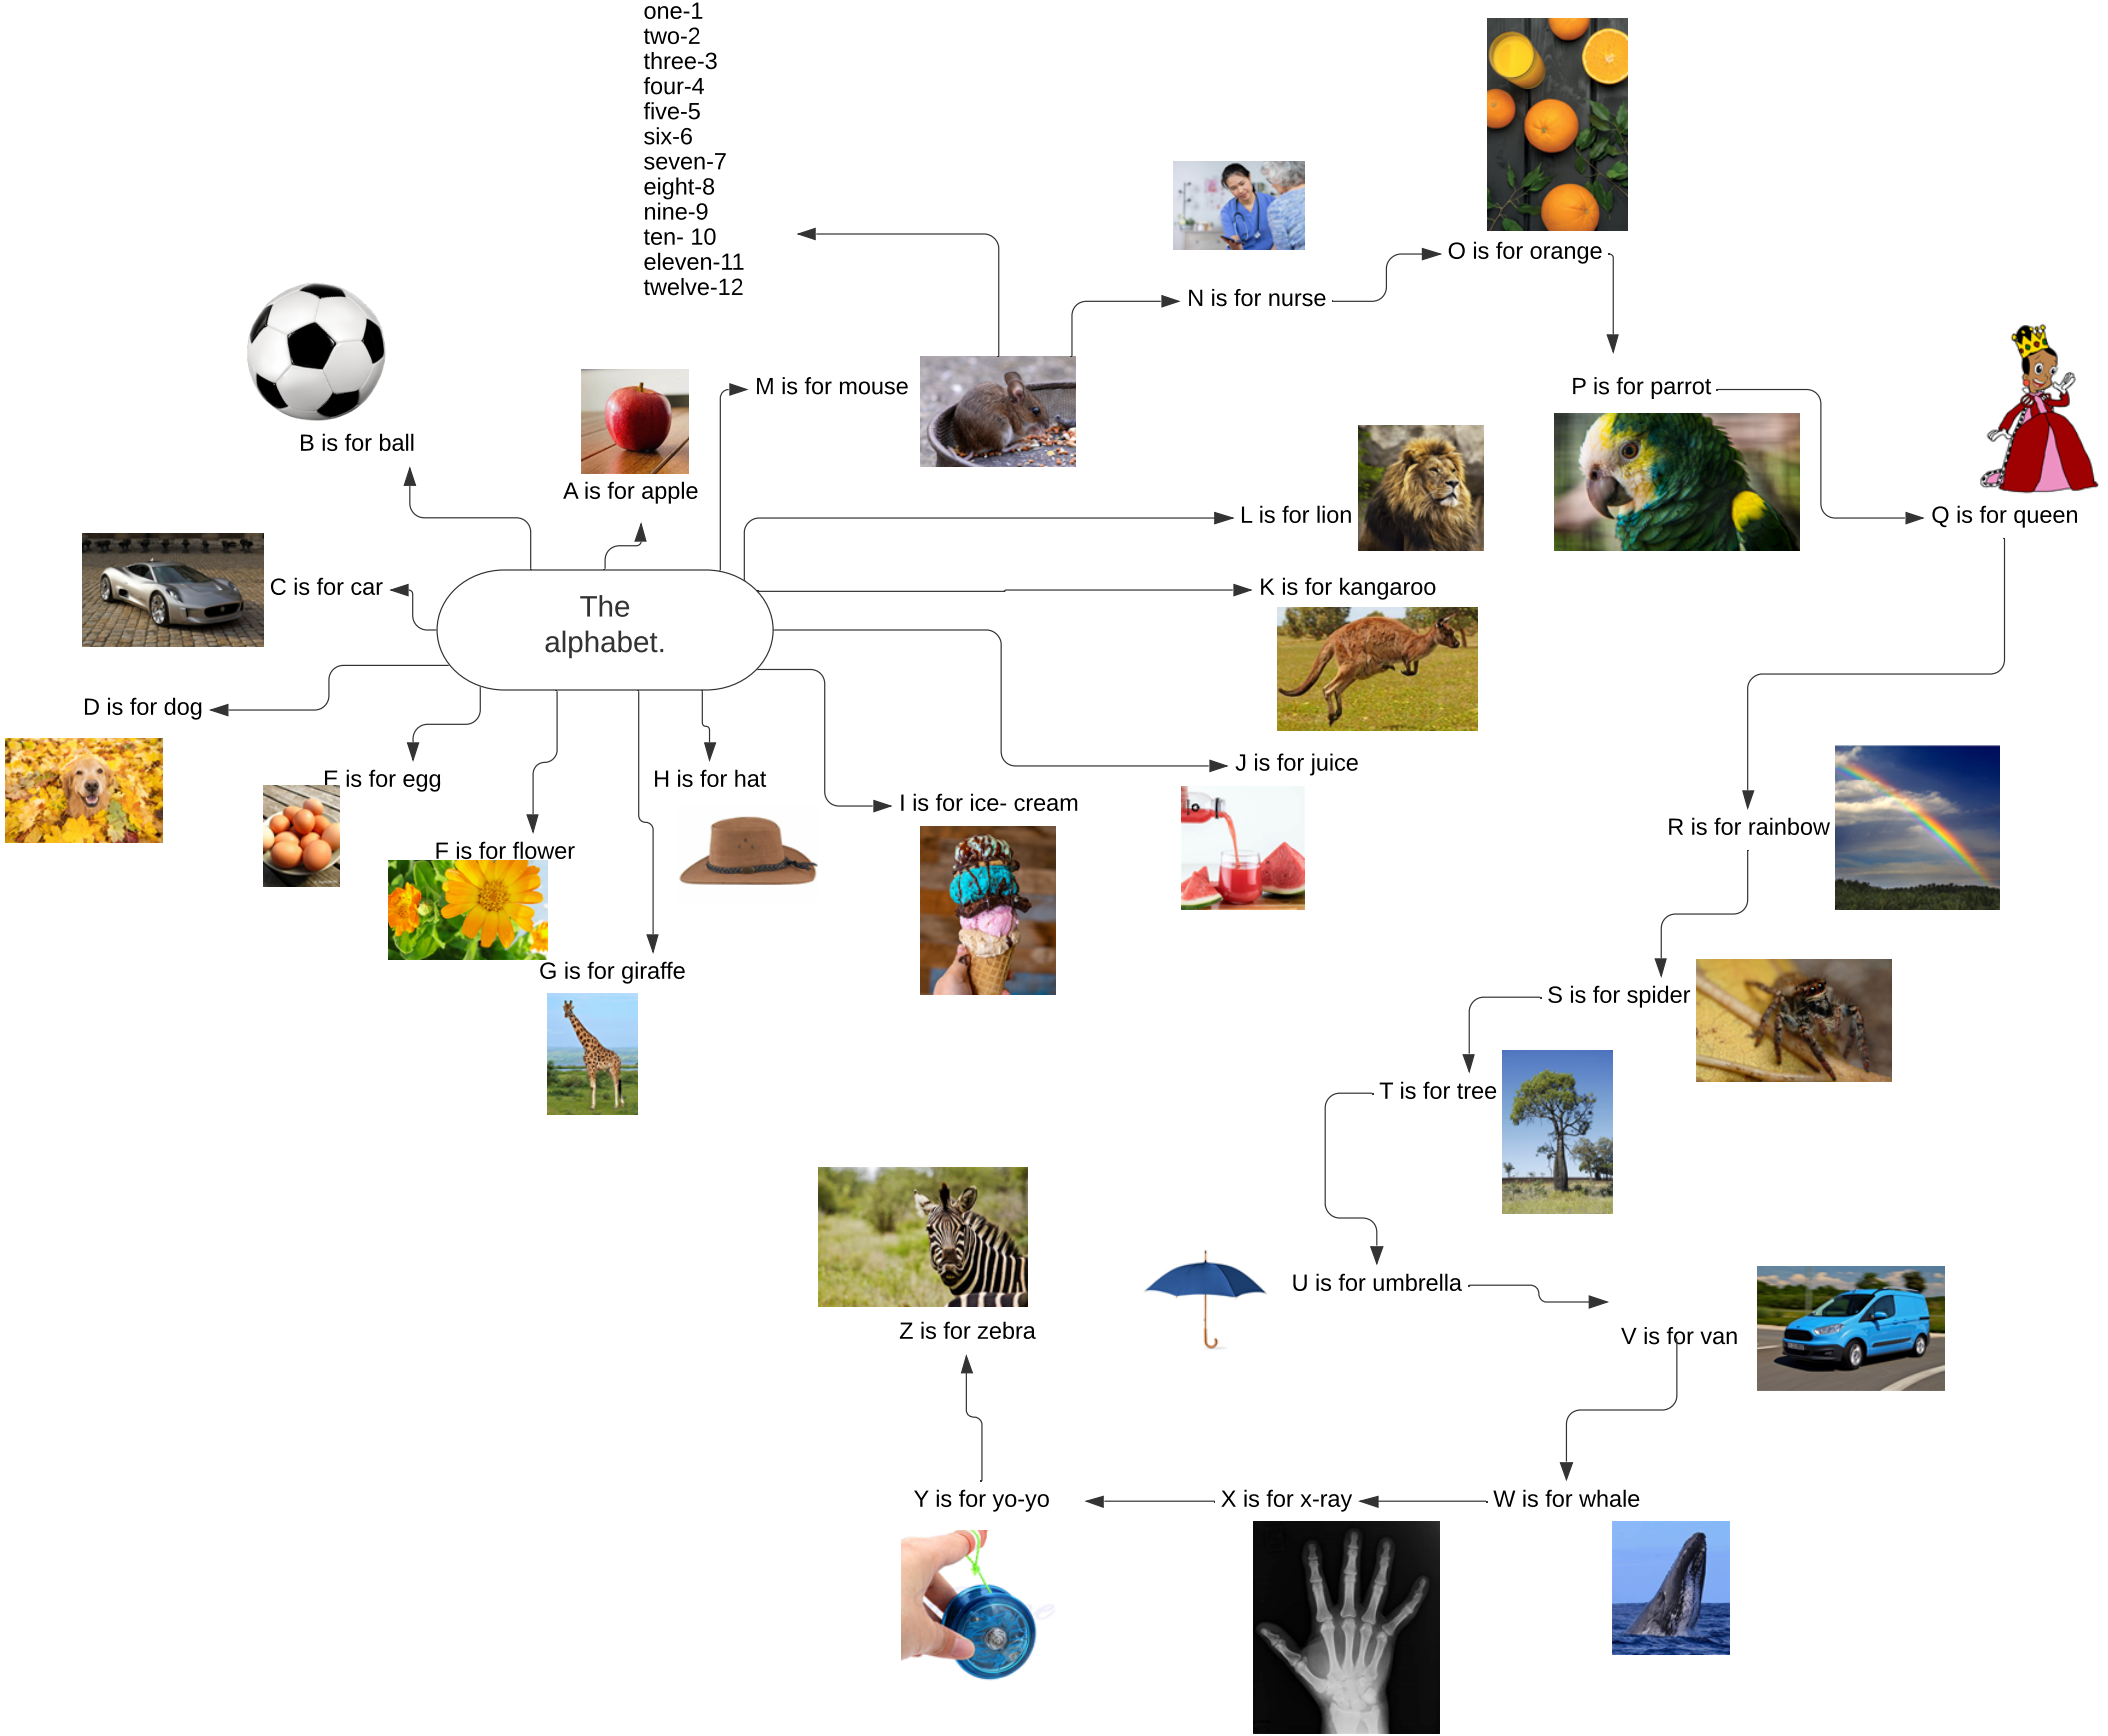 one-1
two-2
three-3
four-4
five-5
six-6
seven-7
eight-8
nine-9
ten- 10
eleven-11
twelve-12
The
alphabet.
A is for apple
B is for ball
C is for car
D is for dog
E is for egg
F is for flower
G is for giraffe
H is for hat
I is for ice- cream
J is for juice
K is for kangaroo
L is for lion
M is for mouse
N is for nurse
O is for orange
P is for parrot
Q is for queen
R is for rainbow
S is for spider
T is for tree
U is for umbrella
V is for van
W is for whale
X is for x-ray
Y is for yo-yo
Z is for zebra